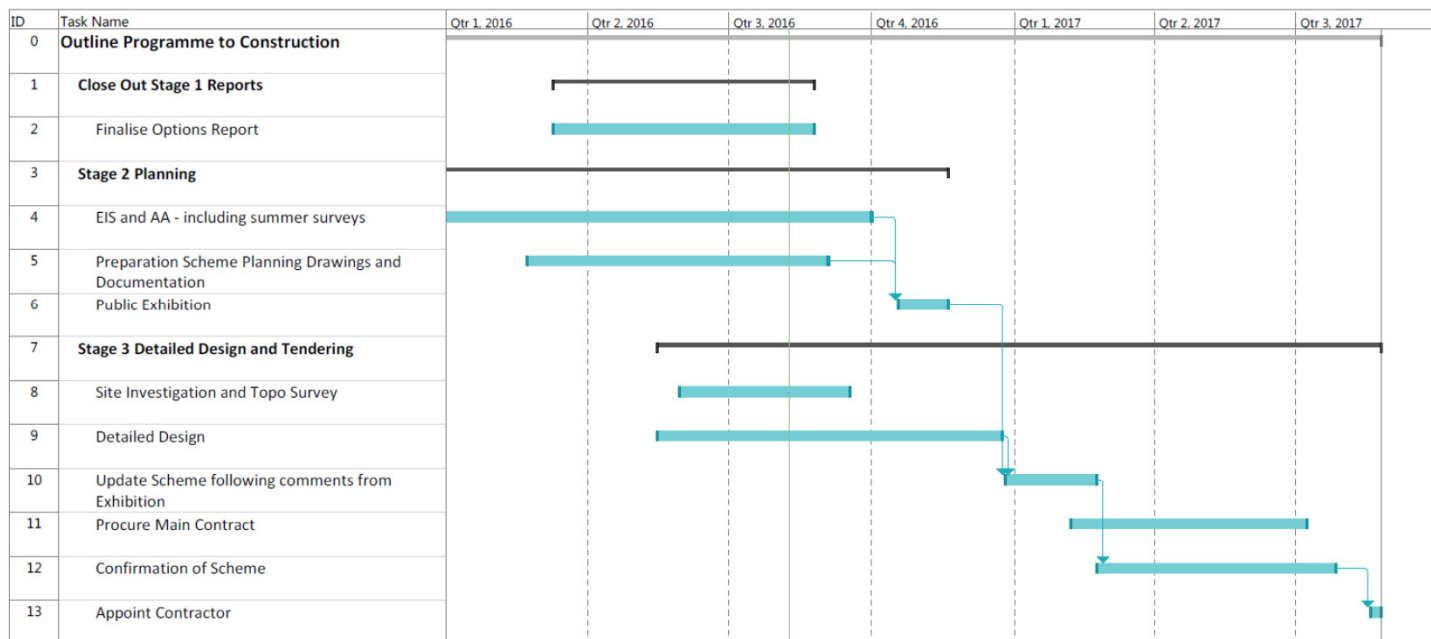 ID Task Name Qtr 1, 2016 Qtr 2, 2016 Qtr 3, 2016 Qtr 4, 2016 Qtr 1, 2017 Qtr 2, 2017 Qtr 3, 2017
0 Outline Programme to Construction
1 Close Out Stage 1 Reports
2 Finalise Options Report
3 Stage 2 Planning
4 EIS and AA - including summer surveys
5 Preparation Scheme Planning Drawings and
Documentation
6 Public Exhibition
7 Stage 3 Detailed Design and Tendering
8 Site Investigation and Topo Survey
9 Detailed Design
10 Update Scheme following comments from
Exhibition
11 Procure Main Contract
12 Confirmation of Scheme
13 Appoint Contractor